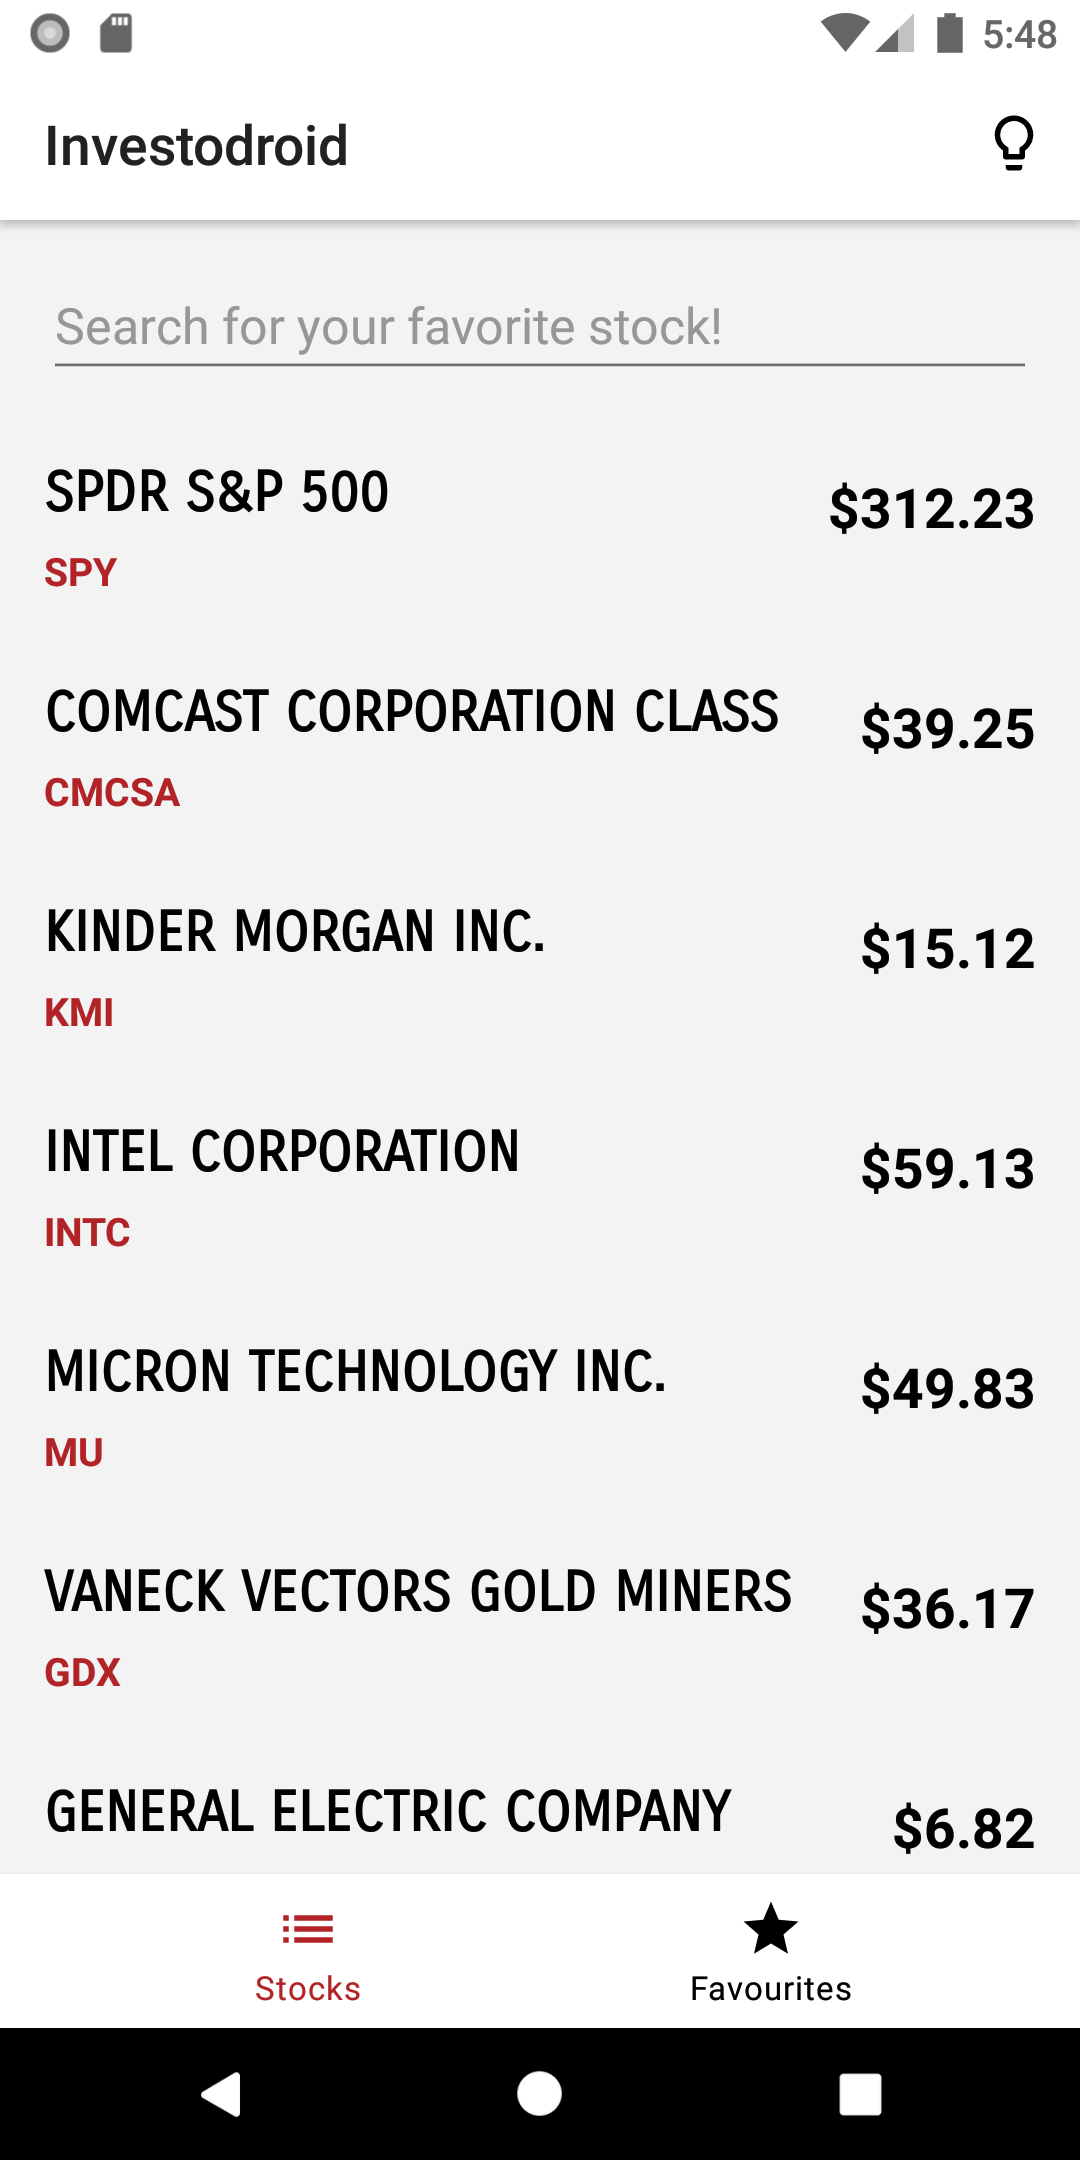 5:48
Investodroid
Search for your favorite stock!
SPDR S&P 500
$312.23
SPY
COMCAST CORPORATION CLASS
$39.25
CMCSA
KINDER MORGAN INC.
$15.12
KMI
INTEL CORPORATION
$59.13
INTC
MICRON TECHNOLOGY INC.
$49.83
MU
VANECK VECTORS GOLD MINERS
$36.17
GDX
GENERAL ELECTRIC COMPANY
$6.82
Stocks
Favourites